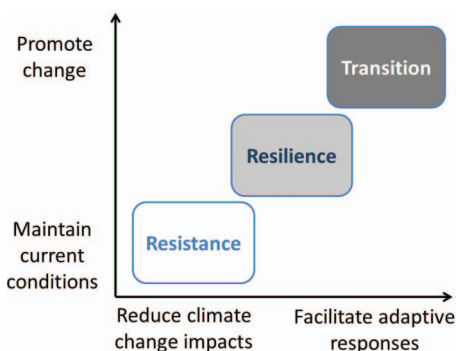 Promote
change
Transition
Resilience
Maintain
current
conditions
Resistance
Reduce climate
change impacts
Facilitate adaptive
responses